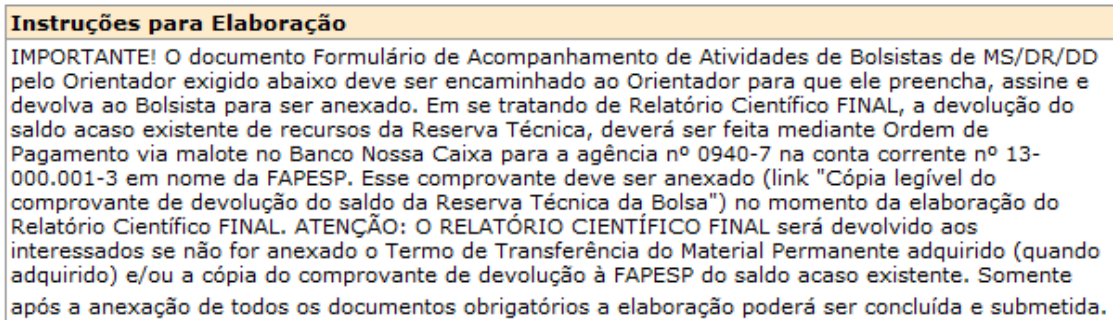 Instruções para Elaboração
IMPORTANTE! O documento Formulário de Acompanhamento de Atividades de Bolsistas de MS/DR/DD
pelo Orientador exigido abaixo deve ser encaminhado ao Orientador para que ele preencha, assine e
devolva ao Bolsista para ser anexado. Em se tratando de Relatório Científico FINAL, a devolução do
saldo acaso existente de recursos da Reserva Técnica, deverá ser feita mediante Ordem de
Pagamento via malote no Banco Nossa Caixa para a agência nº 0940-7 na conta corrente nº 13-
000.001-3 em nome da FAPESP. Esse comprovante deve ser anexado (link "Cópia legível do
comprovante de devolução do saldo da Reserva Técnica da Bolsa") no momento da elaboração do
Relatório Científico FINAL. ATENÇÃO: O RELATÓRIO CIENTÍFICO FINAL será devolvido aos
interessados se não for anexado o Termo de Transferência do Material Permanente adquirido (quando
adquirido) e/ou a cópia do comprovante de devolução à FAPESP do saldo acaso existente. Somente
após a anexação de todos os documentos obrigatórios a elaboração poderá ser concluída e submetida.